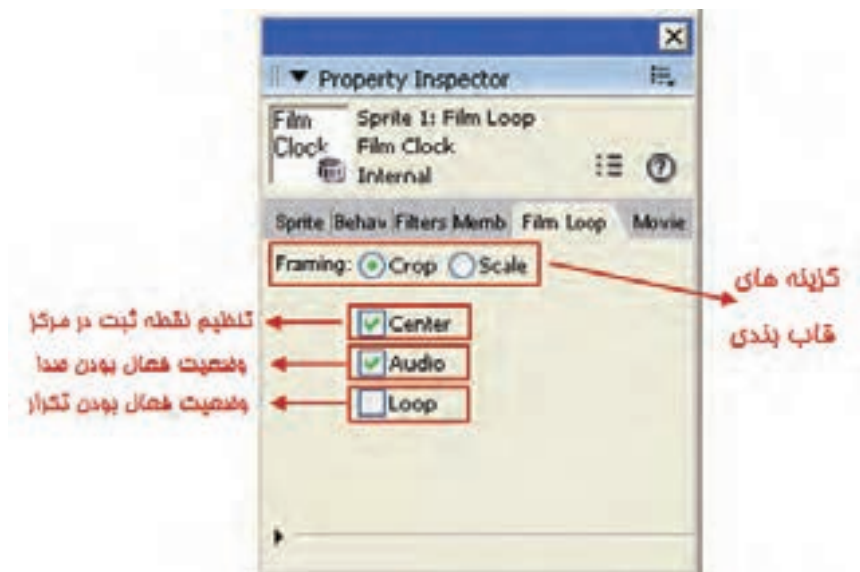 Property Inspector
Film
Clock
Sprite 1: Film Loop
Film Clock
Internal
Sprite Behav Filters Memb Film Loop Movie
Framing: Crop Scale
گزینه های
قاب بندی
Center
تنظیم نقطه ثبت در مرکز
Audio
وضعیت فعال بودن صدا
Loop
وضعیت فعال بودن تکرار